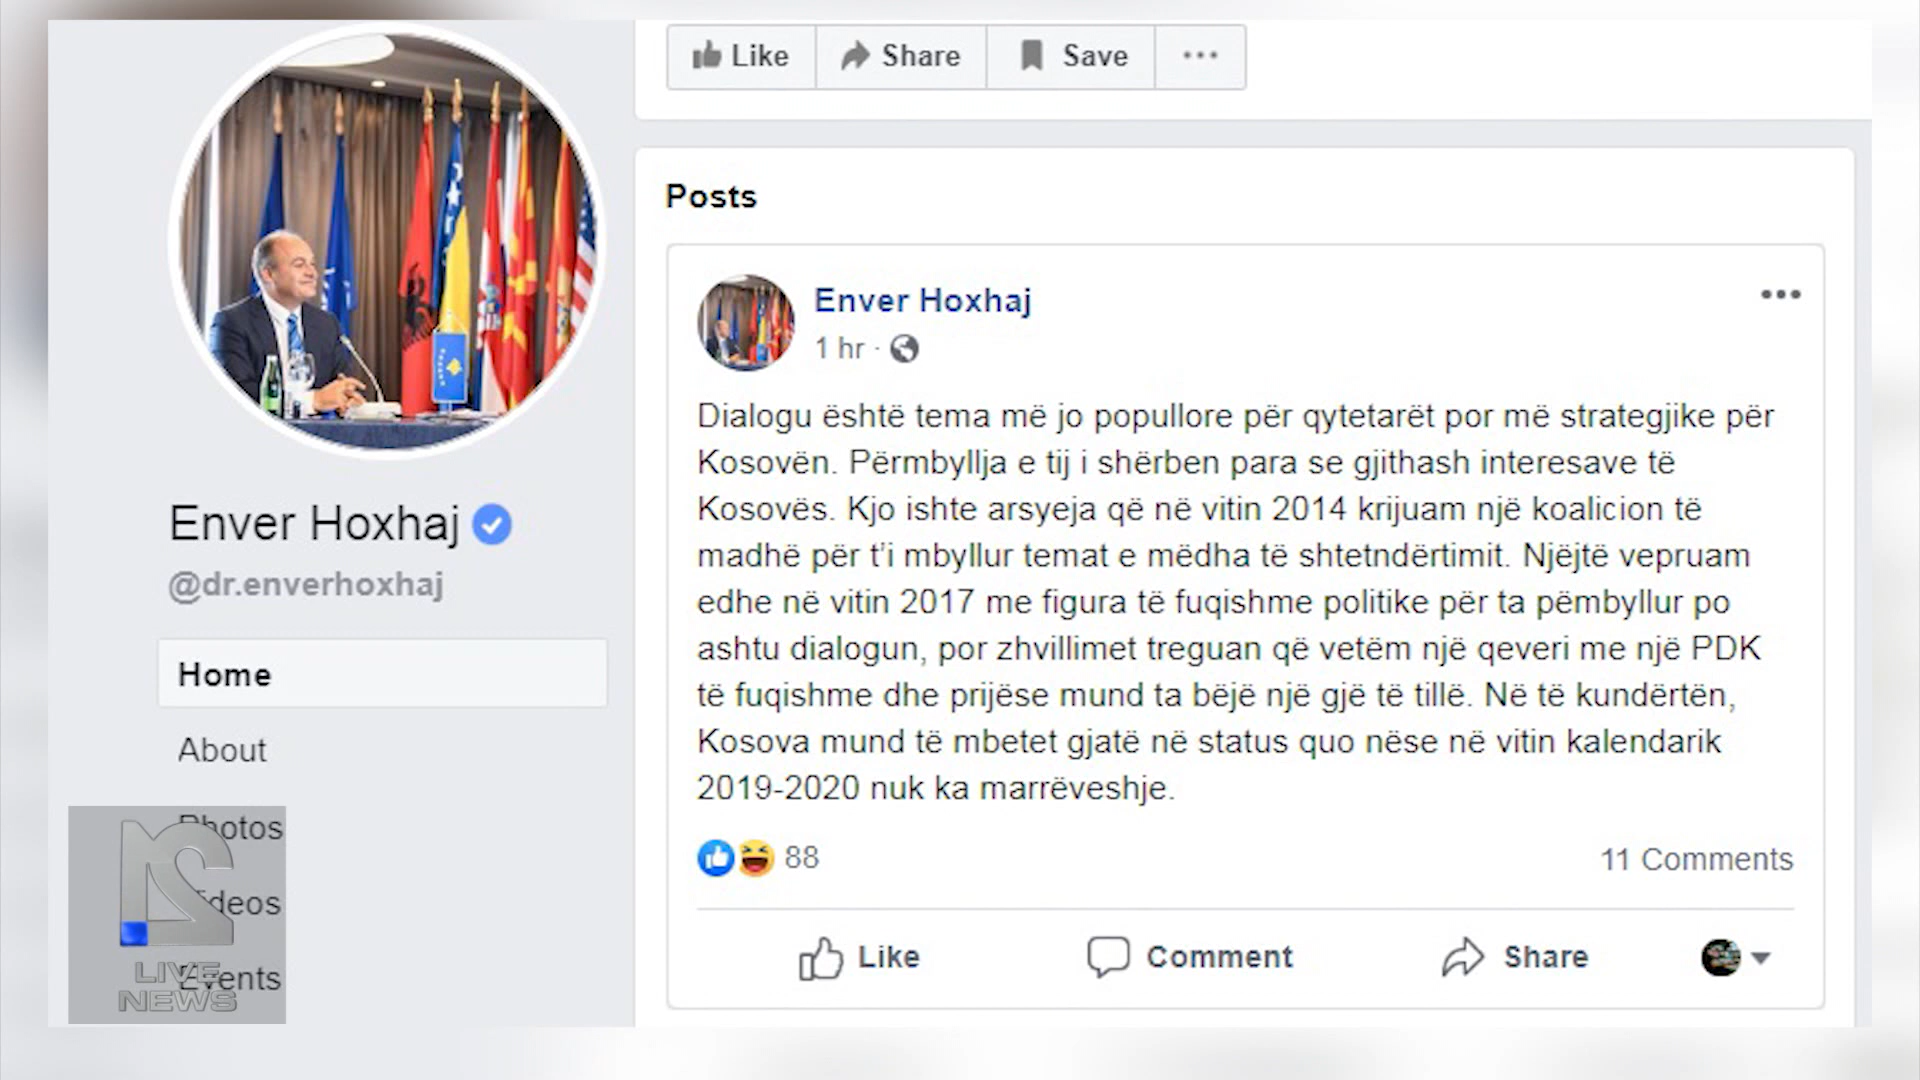 Like
Share
Save
Posts
Enver Hoxhaj
1 hr ·
Dialogu është tema më jo popullore për qytetarët por më strategjike për
Kosovën. Përmbyllja e tij i shërben para se gjithash interesave të
Kosovës. Kjo ishte arsyeja që në vitin 2014 krijuam një koalicion të
madhë për t'i mbyllur temat e mëdha të shtetndërtimit. Njëjtë vepruam
edhe në vitin 2017 me figura të fuqishme politike për ta pëmbyllur po
ashtu dialogun, por zhvillimet treguan që vetëm një qeveri me një PDK
të fuqishme dhe prijëse mund ta bëjë një gjë të tillë. Në të kundërtën,
Kosova mund të mbetet gjatë në status quo nëse në vitin kalendarik
2019-2020 nuk ka marrëveshje.
88
11 Comments
Like
Comment
Share
Enver Hoxhaj
@dr.enverhoxhaj
Home
About
Photos
Videos
Events
LIVE
NEWS